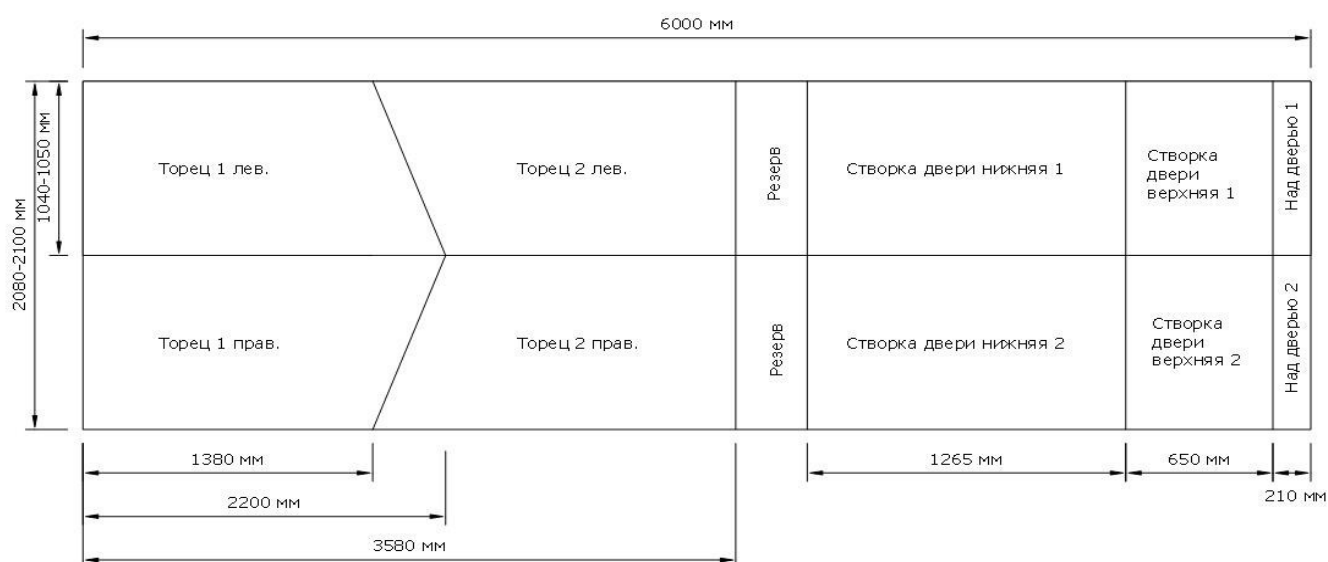 6000 мм
2080-2100 мм
1040-1050 мм
Торец 1 лев.
Торец 2 лев.
Резерв
Створка двери нижняя 1
Створка
двери
верхняя 1
Над дверью 1
Торец 1 прав.
Торец 2 прав.
Резерв
Створка двери нижняя 2
Створка
двери
верхняя 2
Над дверью 2
1380 мм
1265 мм
650 мм
210 мм
2200 мм
3580 мм